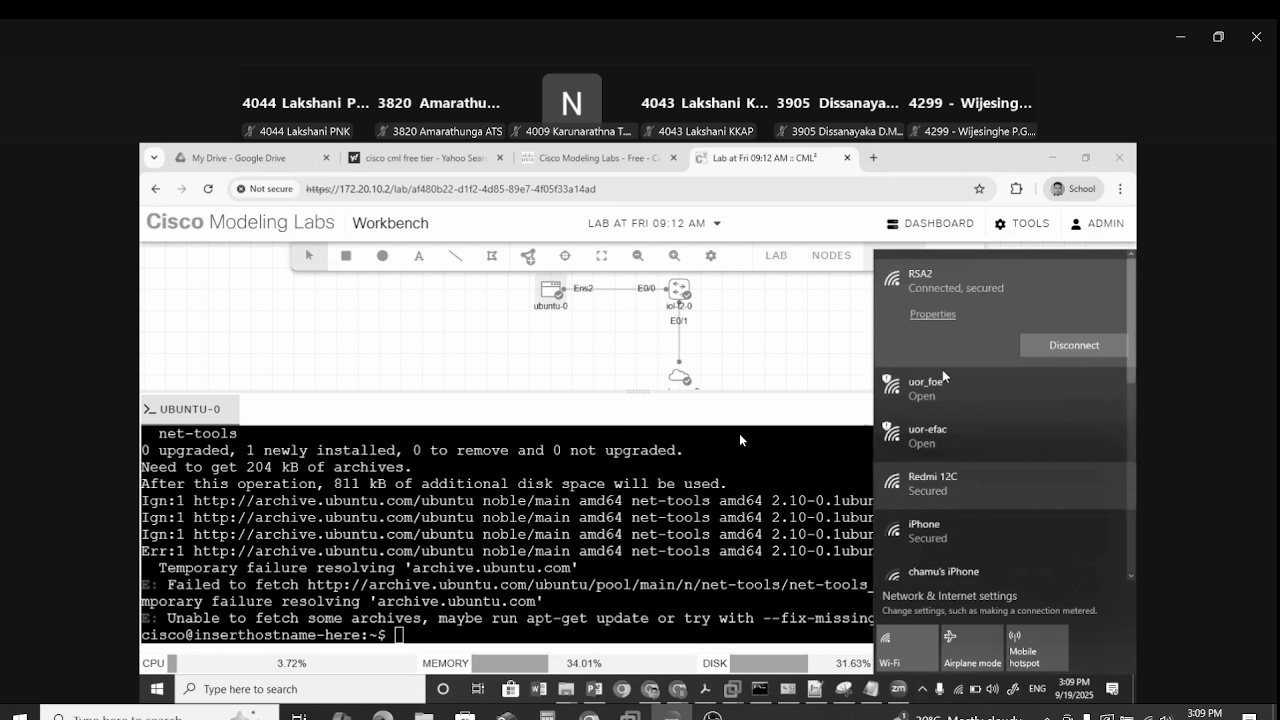 4044 Lakshani P... 3820 Amarathu... N 4043 Lakshani K... 3905 Dissanaya... 4299 - Wijesing...
4044 Lakshani PNK 3820 Amarathunga ATS 4009 Karunarathna T... 4043 Lakshani KKAP 3905 Dissanayaka D.M... 4299 - Wijesinghe P.G....
My Drive - Google Drive cisco cml free tier - Yahoo Sear Cisco Modeling Labs - Free - Ci Lab at Fri 09:12 AM :: CML²
Not secure https://172.20.10.2/lab/af480b22-d1f2-4d85-89e7-4f05f33a14ad School
Cisco Modeling Labs Workbench LAB AT FRI 09:12 AM DASHBOARD TOOLS ADMIN
A LAB NODES
Ens2 E0/0
ubuntu-0 iol-l2-0
E0/1
RSA2
Connected, secured
Properties
Disconnect
uor_foe
Open
uor-efac
Open
Redmi 12C
Secured
iPhone
Secured
chamu's iPhone
Network & Internet settings
Change settings, such as making a connection metered.
Wi-Fi Airplane mode Mobile hotspot
>_ UBUNTU-0
net-tools
0 upgraded, 1 newly installed, 0 to remove and 0 not upgraded.
Need to get 204 kB of archives.
After this operation, 811 kB of additional disk space will be used.
Ign:1 http://archive.ubuntu.com/ubuntu noble/main amd64 net-tools amd64 2.10-0.1ubun
Ign:1 http://archive.ubuntu.com/ubuntu noble/main amd64 net-tools amd64 2.10-0.1ubun
Ign:1 http://archive.ubuntu.com/ubuntu noble/main amd64 net-tools amd64 2.10-0.1ubun
Err:1 http://archive.ubuntu.com/ubuntu noble/main amd64 net-tools amd64 2.10-0.1ubun
Temporary failure resolving 'archive.ubuntu.com'
E: Failed to fetch http://archive.ubuntu.com/ubuntu/pool/main/n/net-tools/net-tools_
mporary failure resolving 'archive.ubuntu.com'
E: Unable to fetch some archives, maybe run apt-get update or try with --fix-missing
cisco@inserthostname-here:~$
CPU 3.72% MEMORY 34.01% DISK 31.63%
Type here to search ENG 3:09 PM
9/19/2025
Type here to search Mostly cloudy 3:09 PM